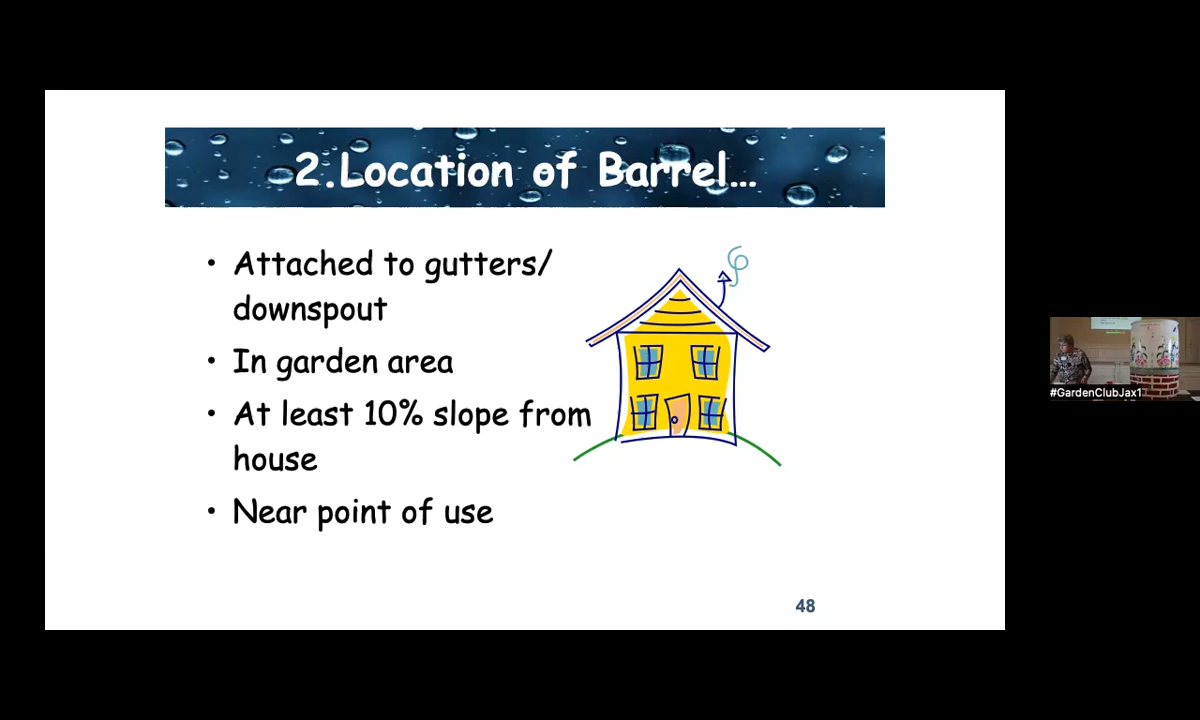 2.Location of Barrel...
• Attached to gutters/
downspout
• In garden area
• At least 10% slope from
house
• Near point of use
48
#GardenClubJax1